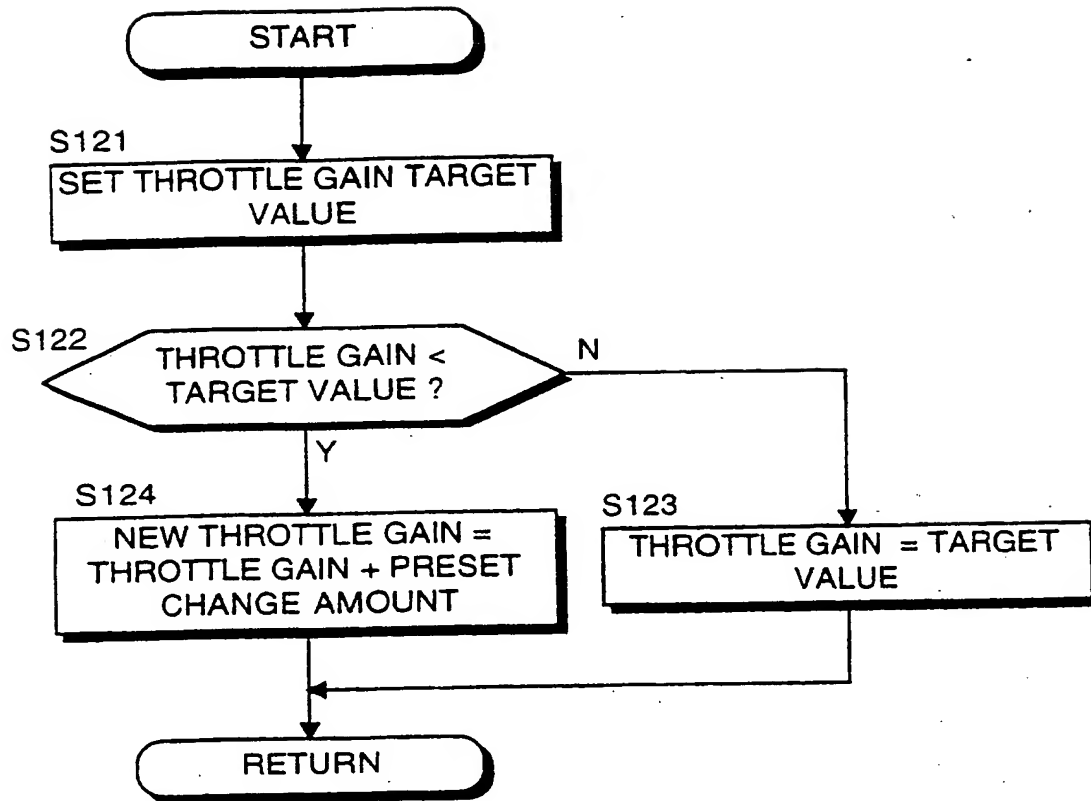 START
S121
SET THROTTLE GAIN TARGET
VALUE
S122
THROTTLE GAIN <
TARGET VALUE ?
N
Y
S124
NEW THROTTLE GAIN =
THROTTLE GAIN + PRESET
CHANGE AMOUNT
S123
THROTTLE GAIN = TARGET
VALUE
RETURN